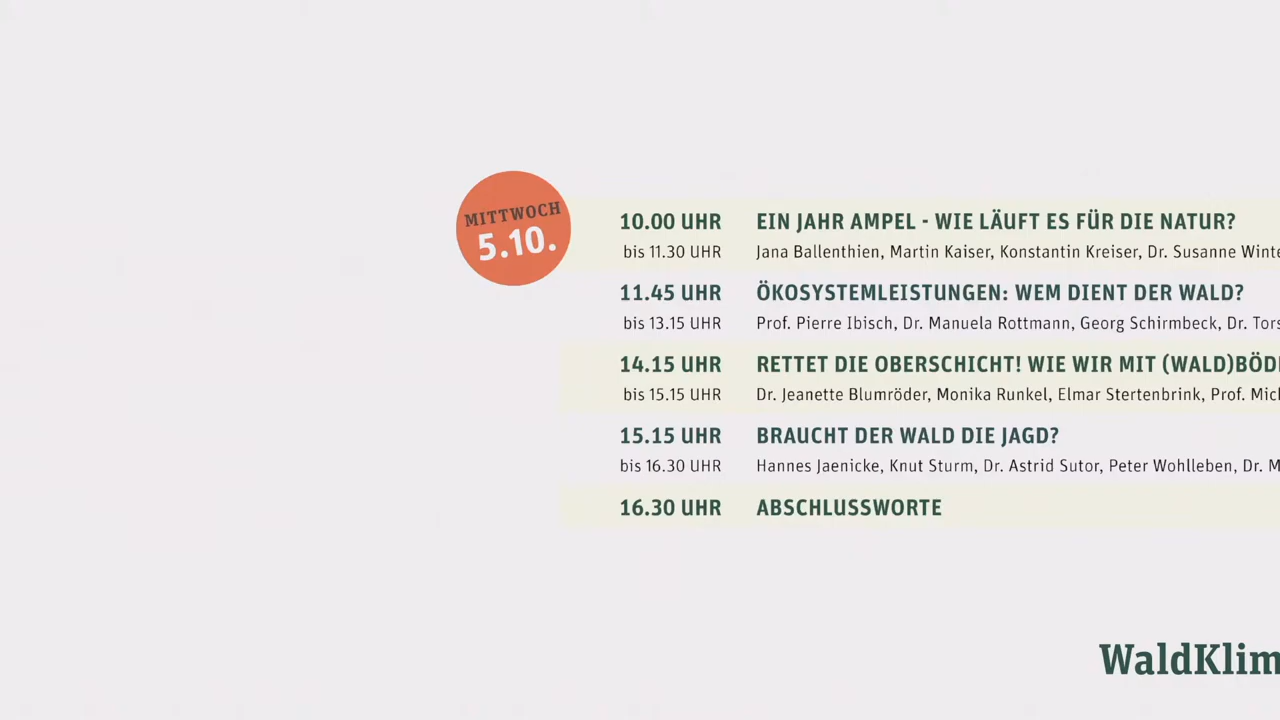 MITTWOCH
5.10.
10.00 UHR EIN JAHR AMPEL - WIE LÄUFT ES FÜR DIE NATUR?
bis 11.30 UHR Jana Ballenthien, Martin Kaiser, Konstantin Kreiser, Dr. Susanne Winte
11.45 UHR ÖKOSYSTEMLEISTUNGEN: WEM DIENT DER WALD?
bis 13.15 UHR Prof. Pierre Ibisch, Dr. Manuela Rottmann, Georg Schirmbeck, Dr. Tors
14.15 UHR RETTET DIE OBERSCHICHT! WIE WIR MIT (WALD)BÖDE
bis 15.15 UHR Dr. Jeanette Blumröder, Monika Runkel, Elmar Stertenbrink, Prof. Mich
15.15 UHR BRAUCHT DER WALD DIE JAGD?
bis 16.30 UHR Hannes Jaenicke, Knut Sturm, Dr. Astrid Sutor, Peter Wohlleben, Dr. M
16.30 UHR ABSCHLUSSWORTE
WaldKlim